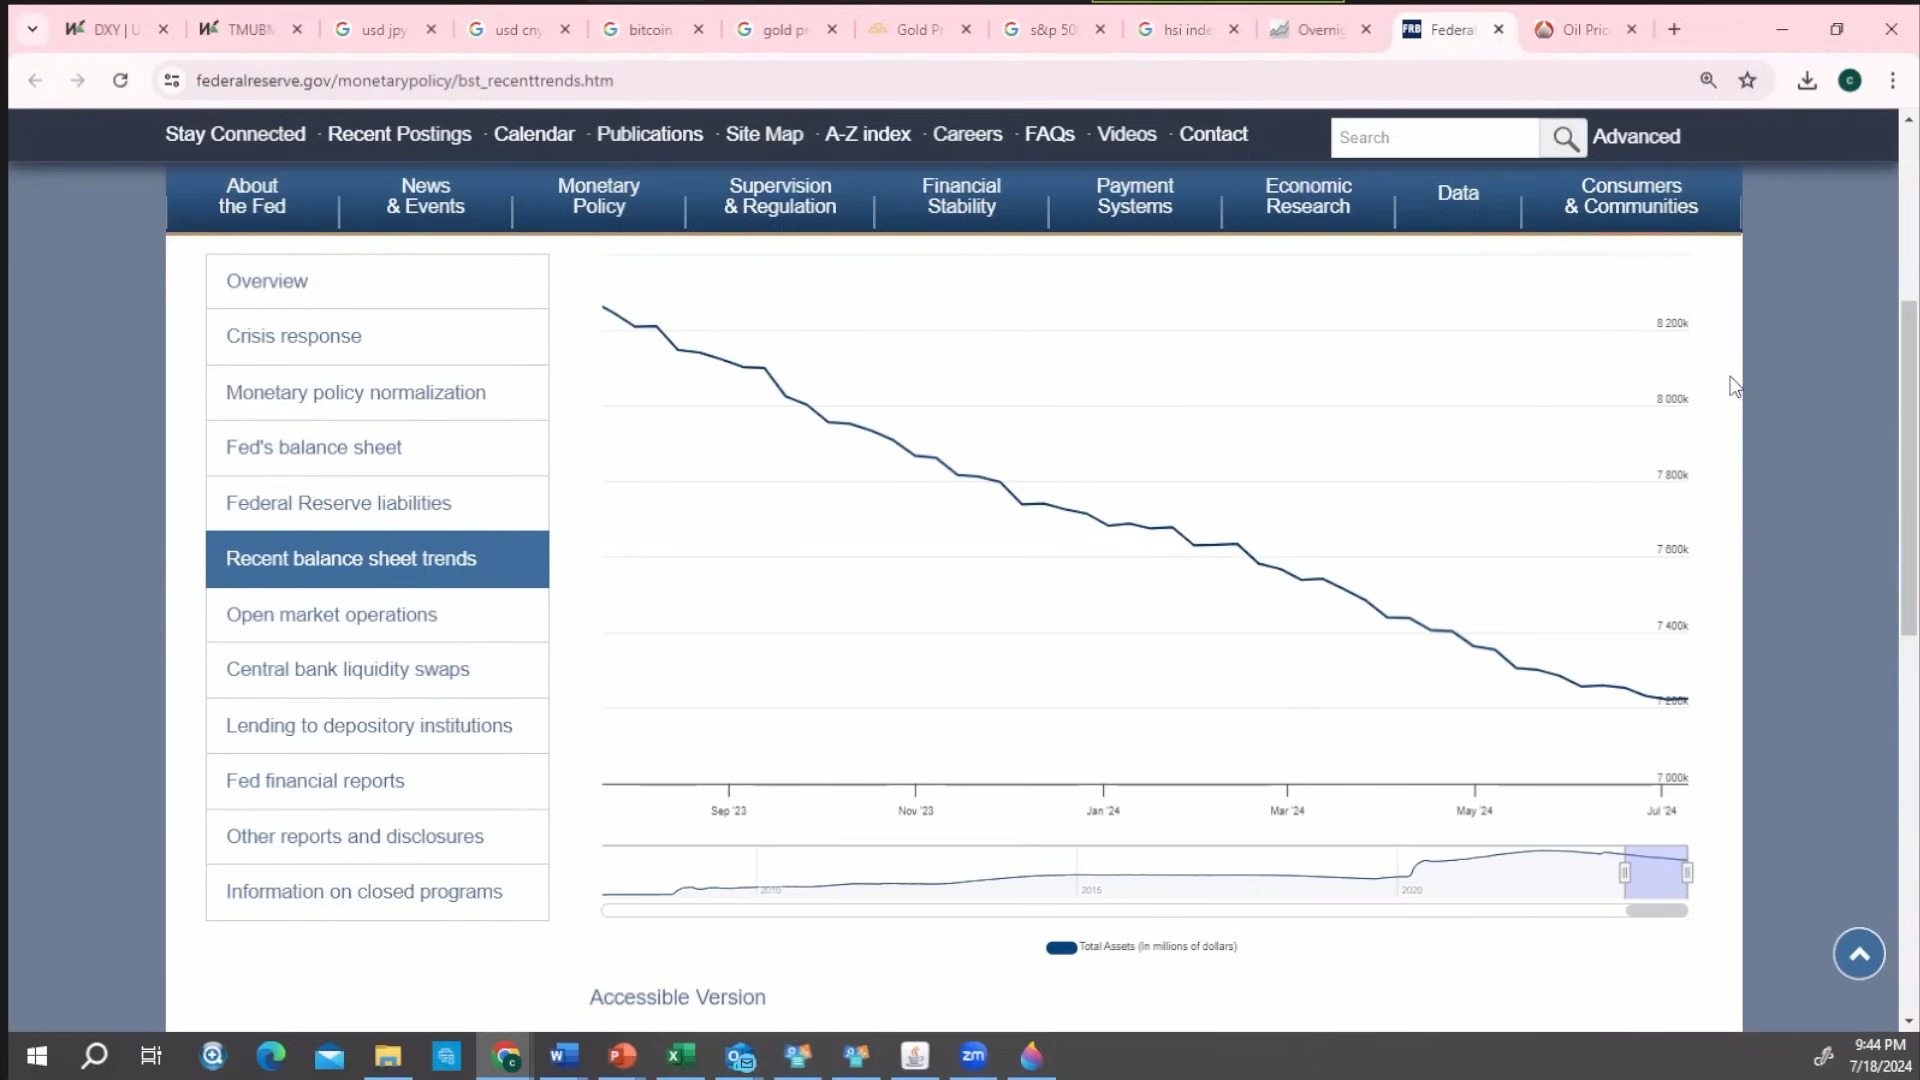 DXY | U
TMUBM
usd jpy
usd cny
bitcoin
gold pr
Gold Pr
s&p 50
hsi inde
Overnig
FRB
Federal
Oil Pric
federalreserve.gov/monetarypolicy/bst_recenttrends.htm
c
Stay Connected · Recent Postings · Calendar · Publications · Site Map · A-Z index · Careers · FAQs · Videos · Contact
Search
Advanced
About the Fed
News & Events
Monetary Policy
Supervision & Regulation
Financial Stability
Payment Systems
Economic Research
Data
Consumers & Communities
Overview
Crisis response
Monetary policy normalization
Fed's balance sheet
Federal Reserve liabilities
Recent balance sheet trends
Open market operations
Central bank liquidity swaps
Lending to depository institutions
Fed financial reports
Other reports and disclosures
Information on closed programs
8 200k
8 000k
7 800k
7 600k
7 400k
7 200k
7 000k
Sep '23
Nov '23
Jan '24
Mar '24
May '24
Jul '24
2010
2015
2020
Total Assets (In millions of dollars)
Accessible Version
zm
9:44 PM
7/18/2024